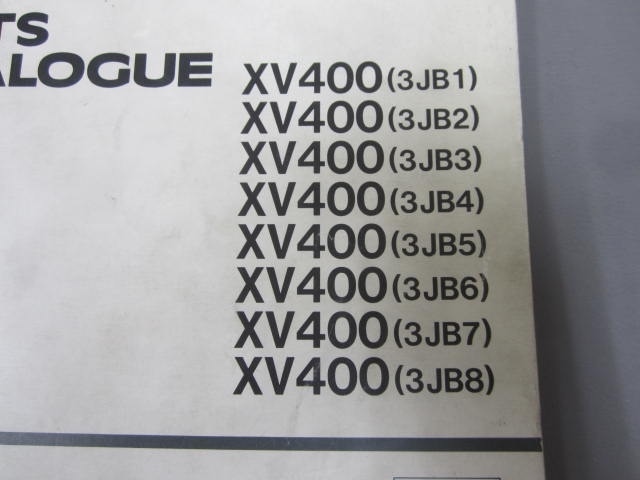 TS
ALOGUE
XV400 (3JB1)
XV400 (3JB2)
XV400 (3JB3)
XV400 (3JB4)
XV400 (3JB5)
XV400 (3JB6)
XV400 (3JB7)
XV400 (3JB8)